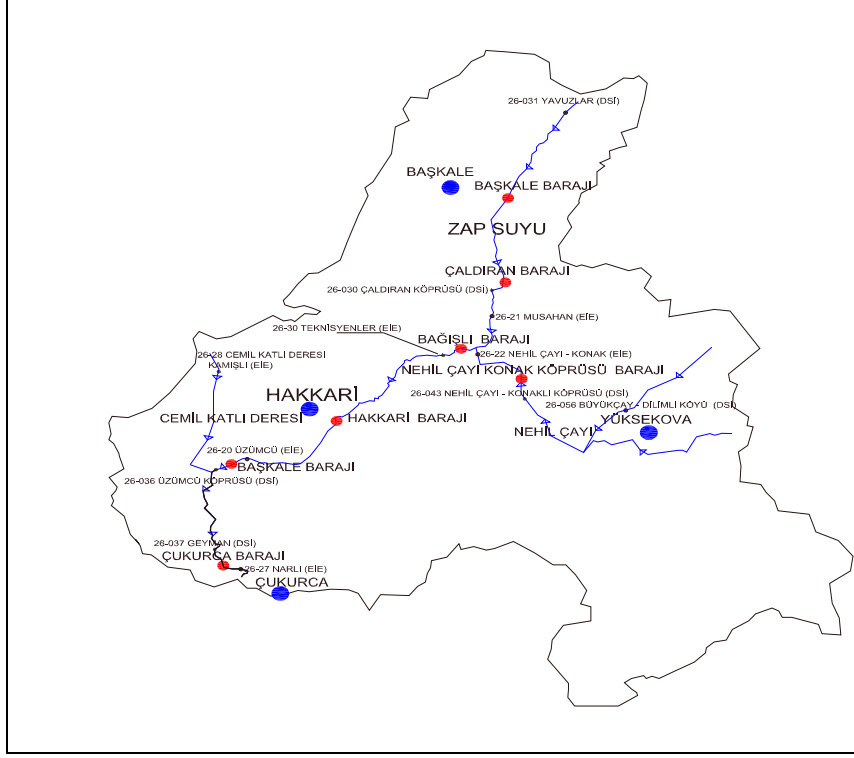 26-031 YAVUZLAR (DSİ)
BAŞKALE
BAŞKALE BARAJI
ZAP SUYU
ÇALDIRAN BARAJI
26-030 ÇALDIRAN KÖPRÜSÜ (DSİ)
26-21 MUSAHAN (EİE)
26-30 TEKNİSYENLER (EİE)
BAĞIŞLI BARAJI
26-28 CEMİL KATLI DERESİ
KAMIŞLI (EİE)
26-22 NEHİL ÇAYI - KONAK (EİE)
NEHİL ÇAYI KONAK KÖPRÜSÜ BARAJI
HAKKARİ
26-043 NEHİL ÇAYI - KONAKLI KÖPRÜSÜ (DSİ)
26-056 BÜYÜKÇAY - DİLİMLİ KÖYÜ (DSİ)
CEMİL KATLI DERESİ
HAKKARİ BARAJI
YÜKSEKOVA
NEHİL ÇAYI
26-20 ÜZÜMCÜ (EİE)
BAŞKALE BARAJI
26-036 ÜZÜMCÜ KÖPRÜSÜ (DSİ)
26-037 GEYMAN (DSİ)
ÇUKURCA BARAJI
26-27 NARLI (EİE)
ÇUKURCA